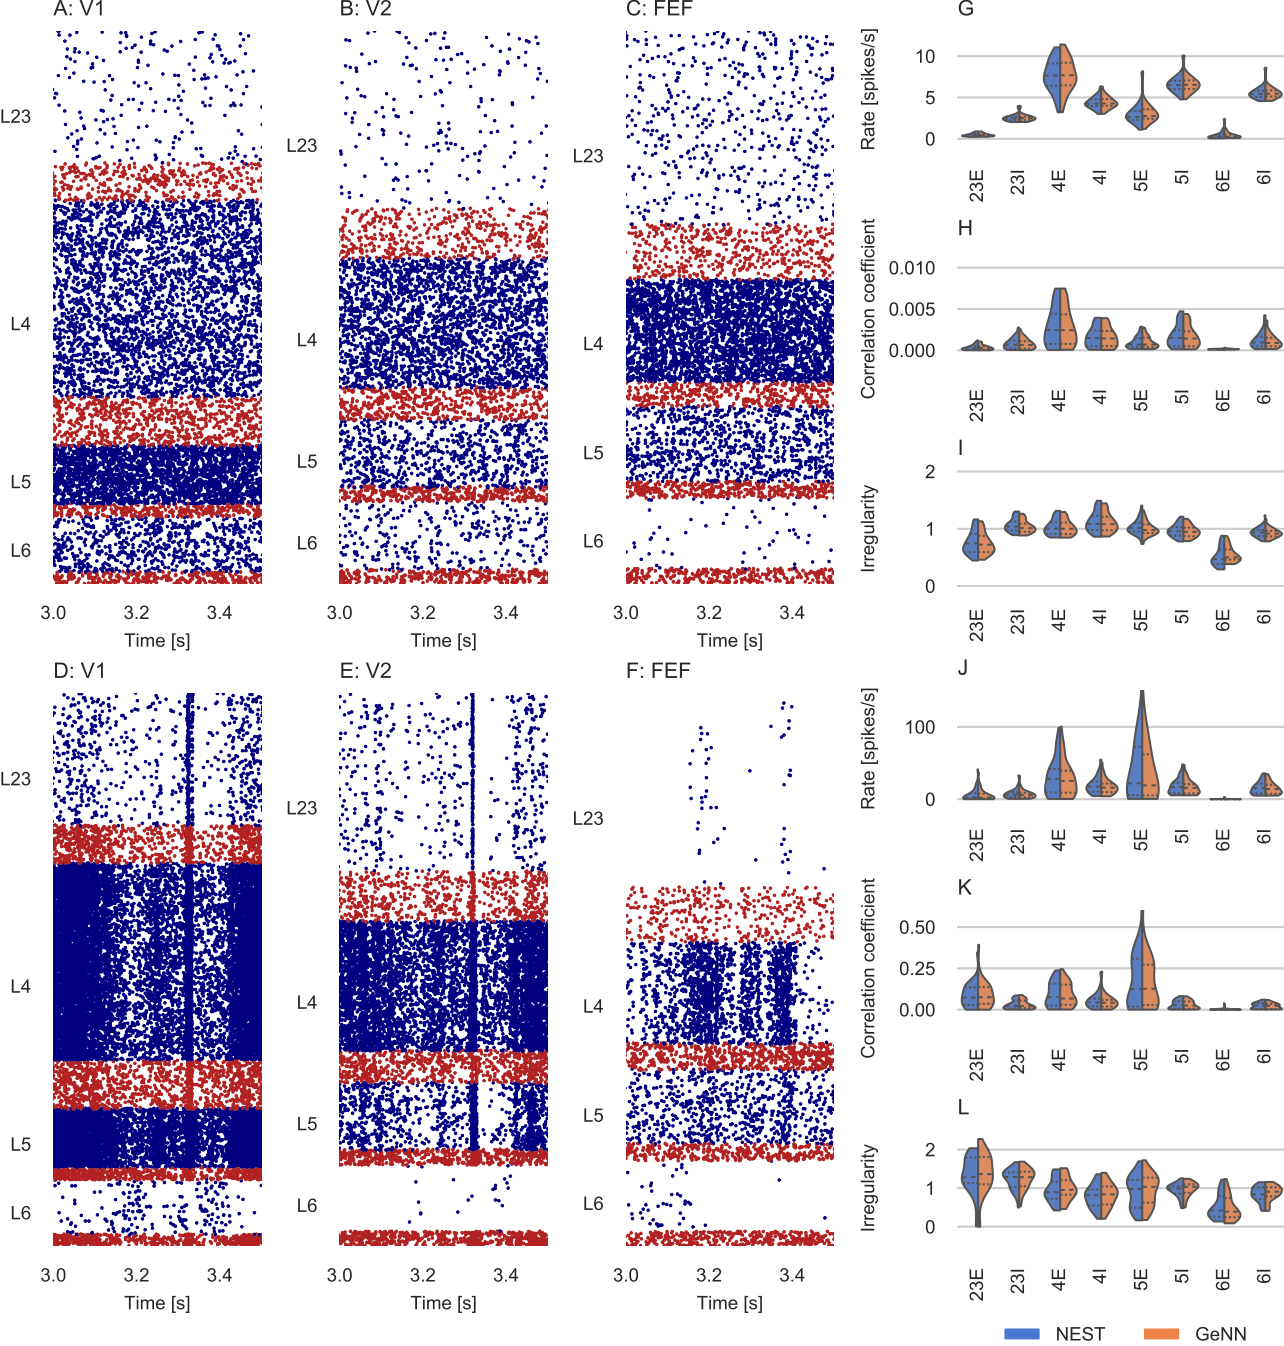 A: V1
L23
L4
L5
L6
3.0 3.2 3.4
Time [s]
B: V2
L23
L4
L5
L6
3.0 3.2 3.4
Time [s]
C: FEF
L23
L4
L5
L6
3.0 3.2 3.4
Time [s]
D: V1
L23
L4
L5
L6
3.0 3.2 3.4
Time [s]
E: V2
L23
L4
L5
L6
3.0 3.2 3.4
Time [s]
F: FEF
L23
L4
L5
L6
3.0 3.2 3.4
Time [s]
G
Rate [spikes/s]
10
5
0
23E 23I 4E 4I 5E 5I 6E 6I
H
Correlation coefficient
0.010
0.005
0.000
23E 23I 4E 4I 5E 5I 6E 6I
I
Irregularity
2
1
0
23E 23I 4E 4I 5E 5I 6E 6I
J
Rate [spikes/s]
100
0
23E 23I 4E 4I 5E 5I 6E 6I
K
Correlation coefficient
0.50
0.25
0.00
23E 23I 4E 4I 5E 5I 6E 6I
L
Irregularity
2
1
0
23E 23I 4E 4I 5E 5I 6E 6I
NEST GeNN